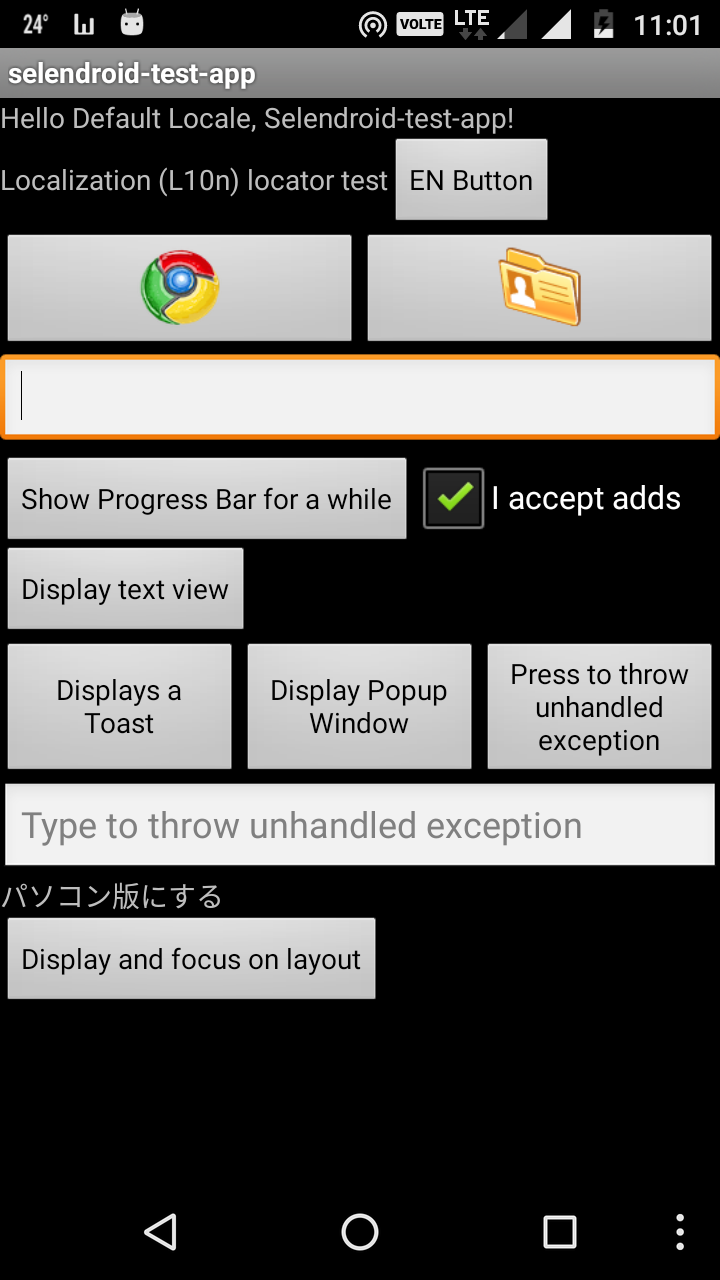 24° VOLTE LTE 11:01
selendroid-test-app
Hello Default Locale, Selendroid-test-app!
Localization (L10n) locator test EN Button
Show Progress Bar for a while I accept adds
Display text view
Displays a
Toast
Display Popup
Window
Press to throw
unhandled
exception
Type to throw unhandled exception
パソコン版にする
Display and focus on layout